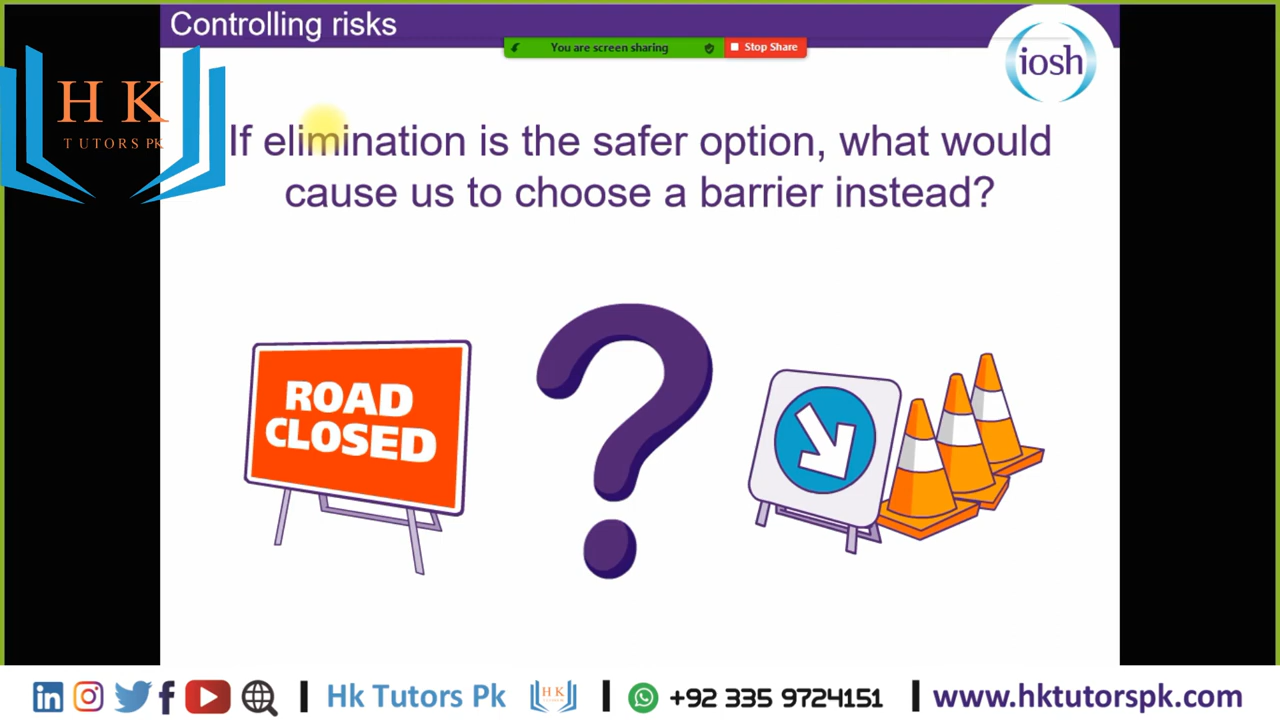 Controlling risks
You are screen sharing
Stop Share
iosh
H K
TUTORS PK
If elimination is the safer option, what would
cause us to choose a barrier instead?
ROAD
CLOSED
?
in
Hk Tutors Pk
H K
+92 335 9724151
www.hktutorspk.com